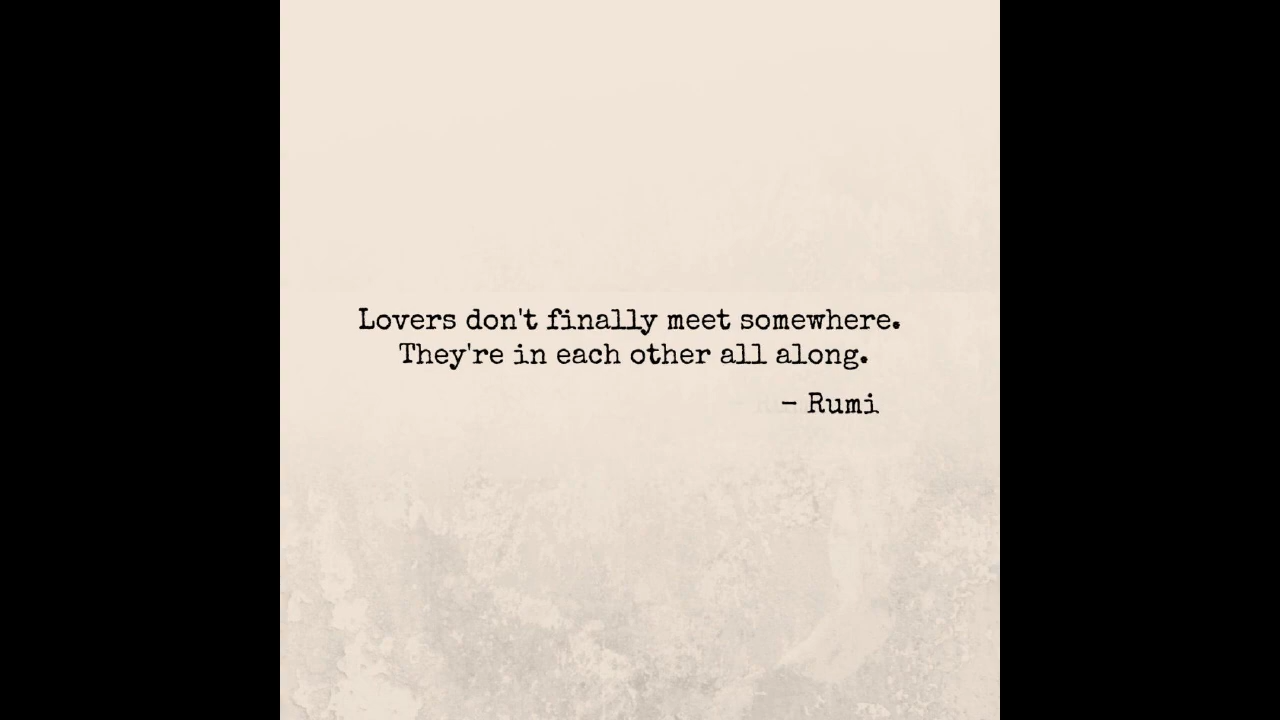 Lovers don't finally meet somewhere.
They're in each other all along.
- Rumi